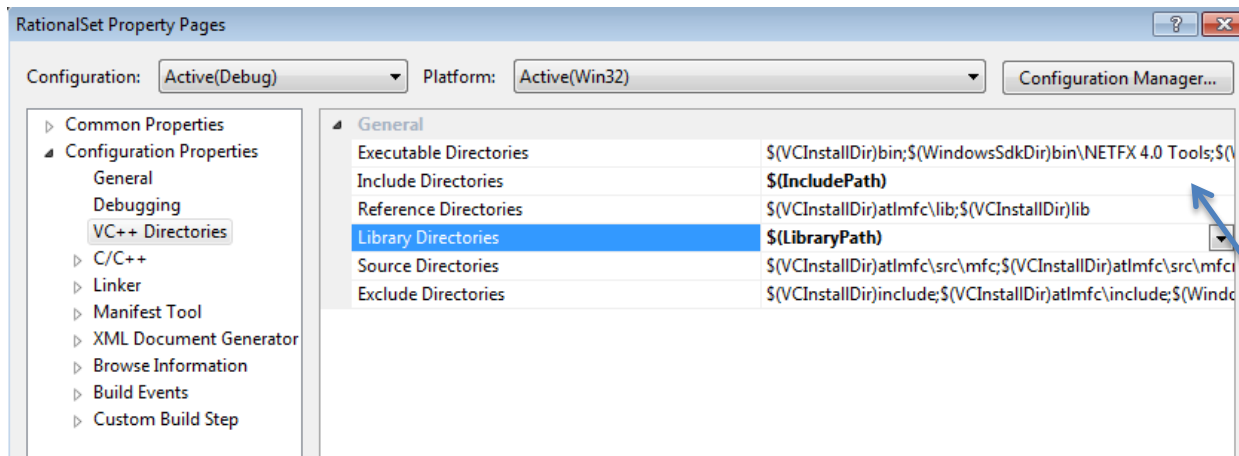 RationalSet Property Pages
Configuration: Active(Debug) Platform: Active(Win32) Configuration Manager...
Common Properties
Configuration Properties
General
Debugging
VC++ Directories
C/C++
Linker
Manifest Tool
XML Document Generator
Browse Information
Build Events
Custom Build Step
General
Executable Directories $(VCInstallDir)bin;$(WindowsSdkDir)bin\NETFX 4.0 Tools;$(
Include Directories $(IncludePath)
Reference Directories $(VCInstallDir)atlmfc\lib;$(VCInstallDir)lib
Library Directories $(LibraryPath)
Source Directories $(VCInstallDir)atlmfc\src\mfc;$(VCInstallDir)atlmfc\src\mfc
Exclude Directories $(VCInstallDir)include;$(VCInstallDir)atlmfc\include;$(Wind